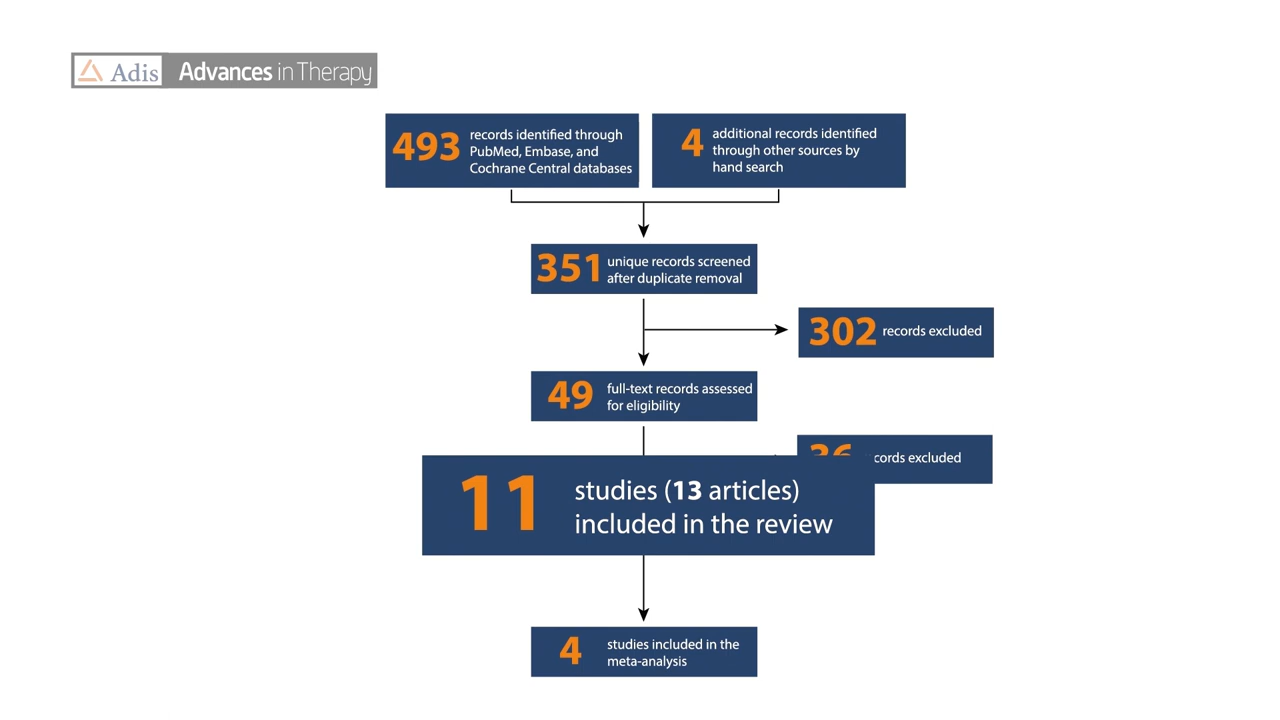 Adis Advances in Therapy
493 records identified through
PubMed, Embase, and
Cochrane Central databases
4 additional records identified
through other sources by
hand search
351 unique records screened
after duplicate removal
302 records excluded
49 full-text records assessed
for eligibility
36 records excluded
11 studies (13 articles)
included in the review
4 studies included in the
meta-analysis